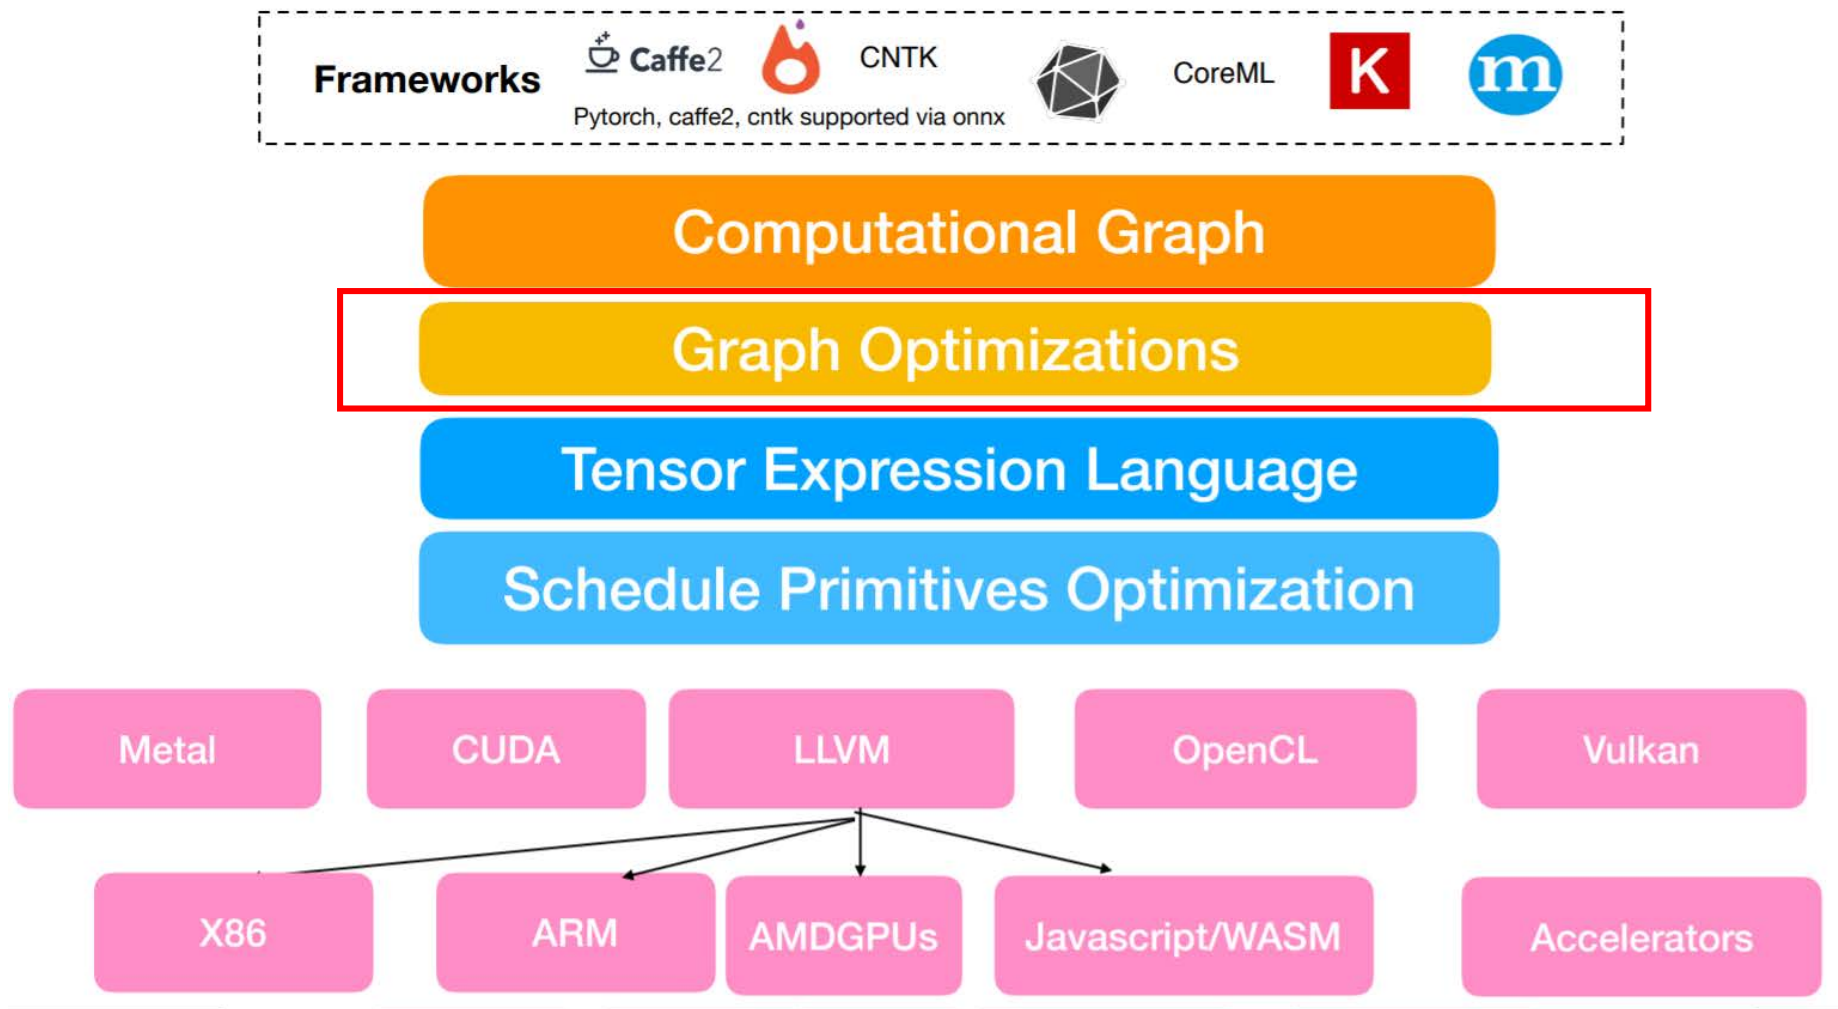 Frameworks
Caffe2
CNTK
CoreML
K
m
Pytorch, caffe2, cntk supported via onnx
Computational Graph
Graph Optimizations
Tensor Expression Language
Schedule Primitives Optimization
Metal
CUDA
LLVM
OpenCL
Vulkan
X86
ARM
AMDGPUs
Javascript/WASM
Accelerators